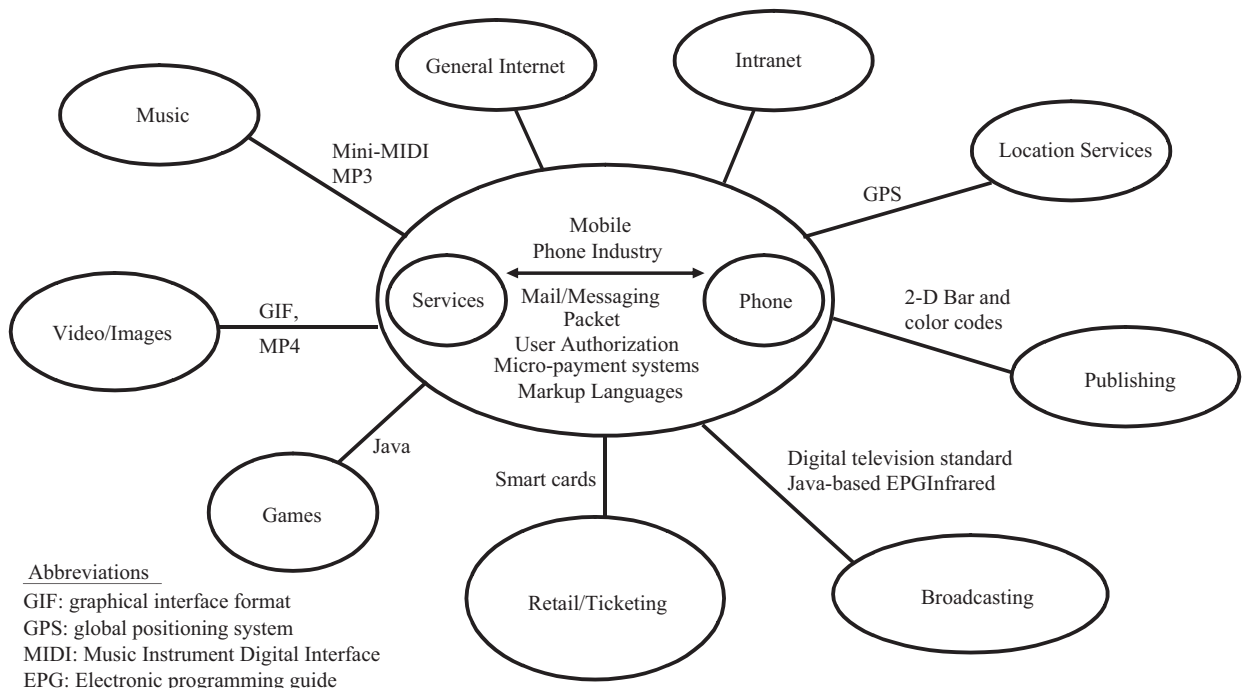 General Internet
Intranet
Music
Location Services
Mini-MIDI
MP3
GPS
Mobile
Phone Industry
Services
Phone
Mail/Messaging
Packet
User Authorization
Micro-payment systems
Markup Languages
Video/Images
GIF,
MP4
2-D Bar and
color codes
Publishing
Java
Games
Smart cards
Retail/Ticketing
Digital television standard
Java-based EPGInfrared
Broadcasting
Abbreviations
GIF: graphical interface format
GPS: global positioning system
MIDI: Music Instrument Digital Interface
EPG: Electronic programming guide